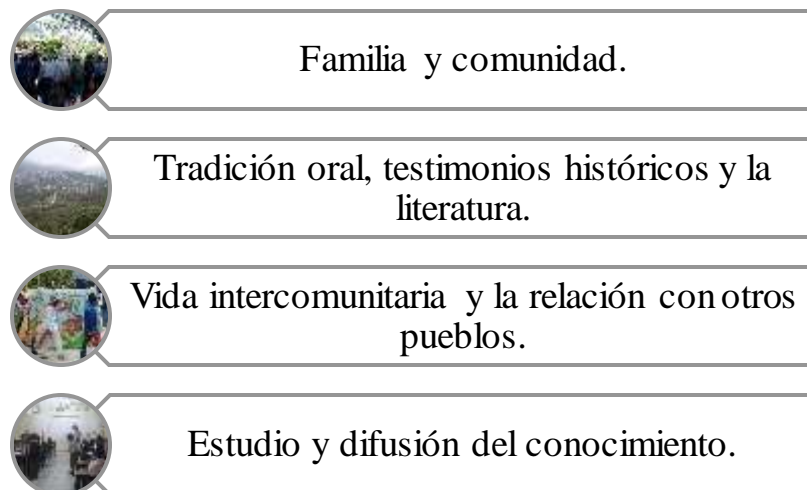 Familia y comunidad.
Tradición oral, testimonios históricos y la
literatura.
Vida intercomunitaria y la relación con otros
pueblos.
Estudio y difusión del conocimiento.